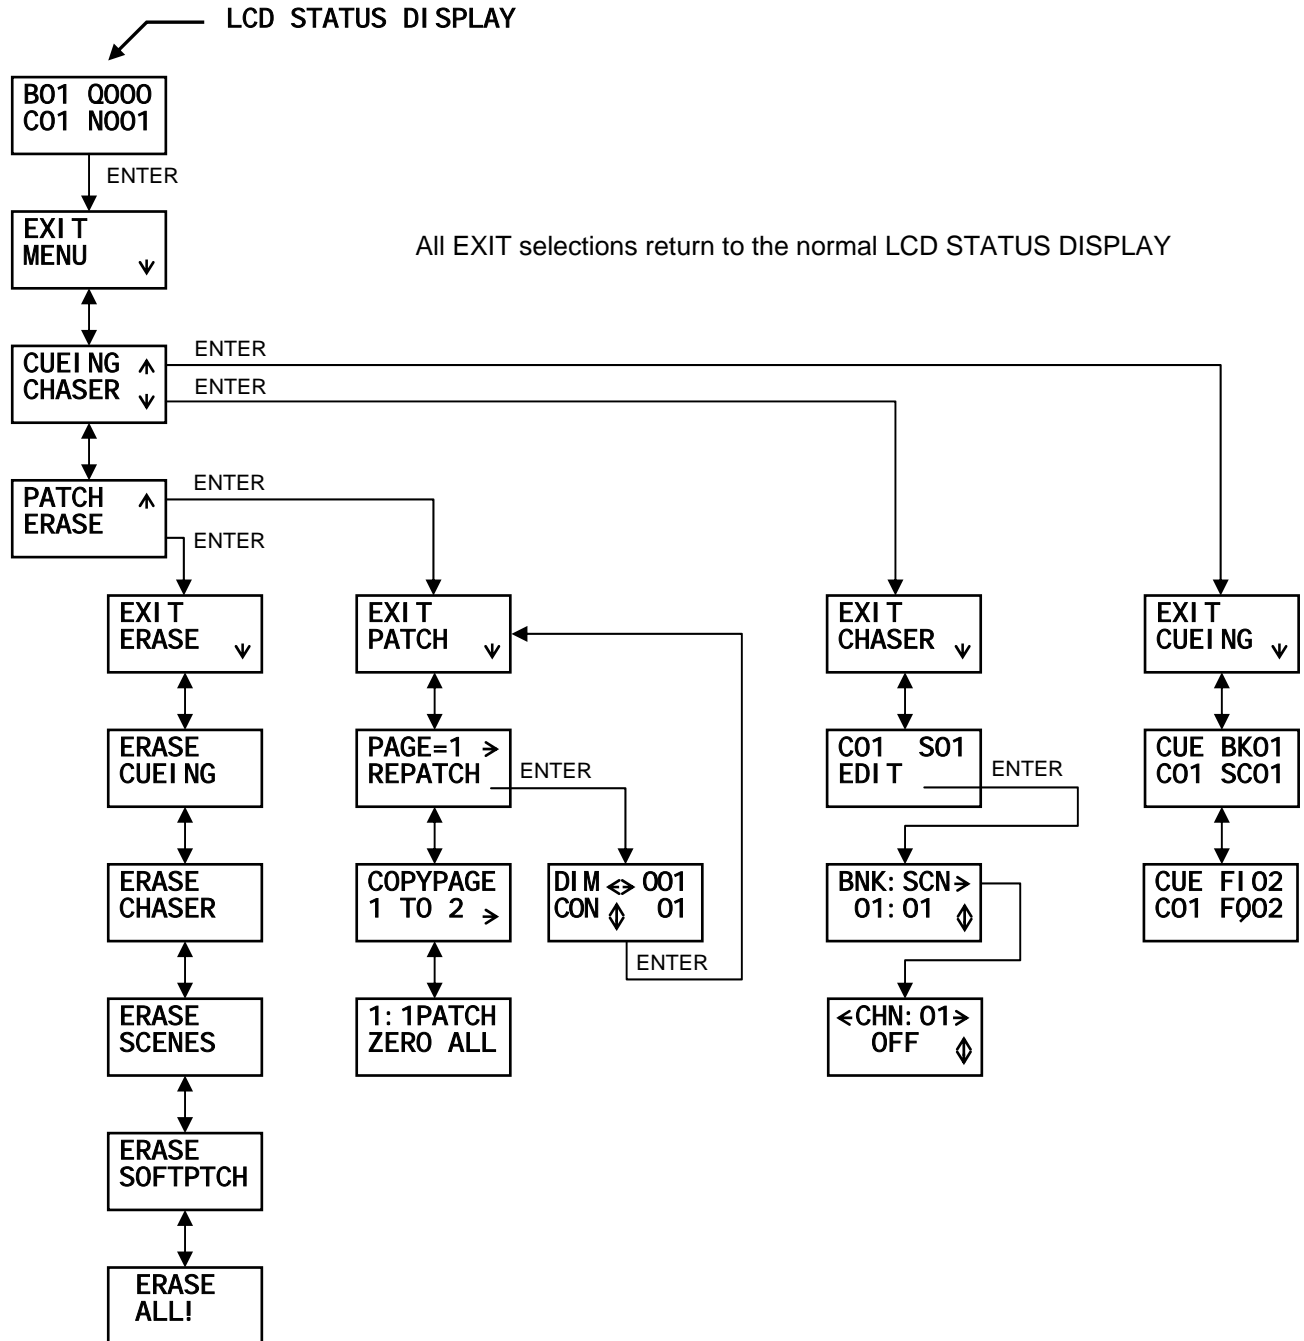 LCD STATUS DISPLAY
B01 Q000
C01 N001
ENTER
EXIT
MENU
All EXIT selections return to the normal LCD STATUS DISPLAY
CUEING
CHASER
ENTER
ENTER
PATCH
ERASE
ENTER
ENTER
EXIT
ERASE
EXIT
PATCH
EXIT
CHASER
EXIT
CUEING
ERASE
CUEING
PAGE=1 →
REPATCH
ENTER
C01 S01
EDIT
ENTER
CUE BK01
C01 SC01
ERASE
CHASER
COPYPAGE
1 TO 2 →
DIM ↔ 001
CON ↕ 01
ENTER
BNK:SCN→
01:01 ↕
CUE FI02
C01 FO02
ERASE
SCENES
1:1PATCH
ZERO ALL
←CHN:01→
OFF ↕
ERASE
SOFTPTCH
ERASE
ALL!